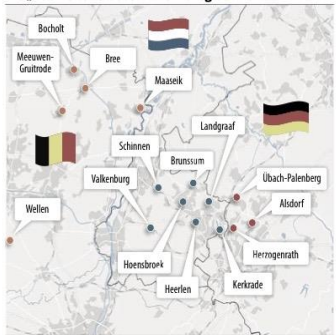 Bocholt
Meeuwen-
Gruitrode
Bree
Maaseik
Landgraaf
Schinnen
Brunssum
Valkenburg
Übach-Palenberg
Alsdorf
Wellen
Hoensbroek
Herzogenrath
Heerlen
Kerkrade